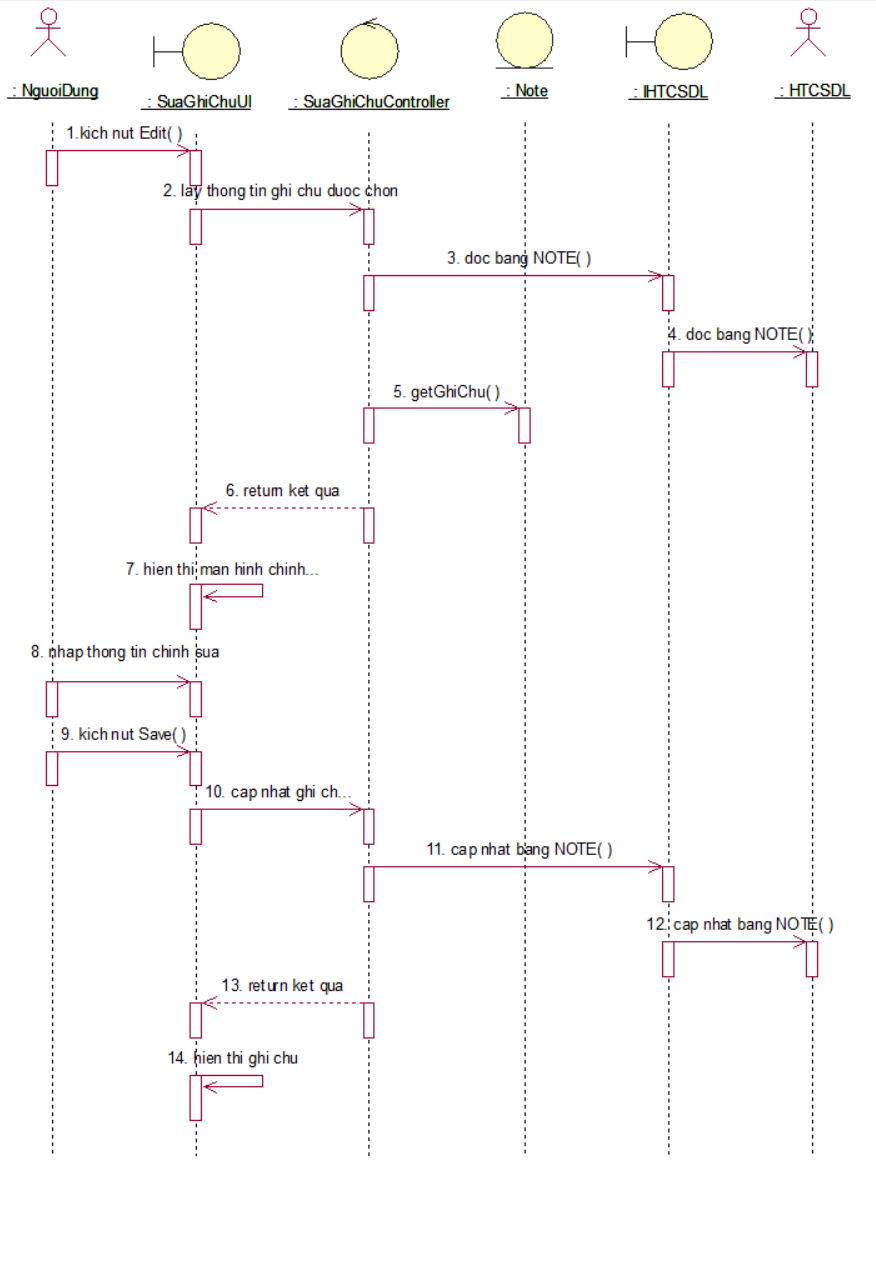 : NguoiDung
: SuaGhiChuUI
: SuaGhiChuController
: Note
: IHTCSDL
: HTCSDL
1.kich nut Edit( )
2. lay thong tin ghi chu duoc chon
3. doc bang NOTE( )
4. doc bang NOTE( )
5. getGhiChu( )
6. return ket qua
7. hien thi man hinh chinh...
8. nhap thong tin chinh sua
9. kich nut Save( )
10. cap nhat ghi ch...
11. cap nhat bang NOTE( )
12. cap nhat bang NOTE( )
13. return ket qua
14. hien thi ghi chu